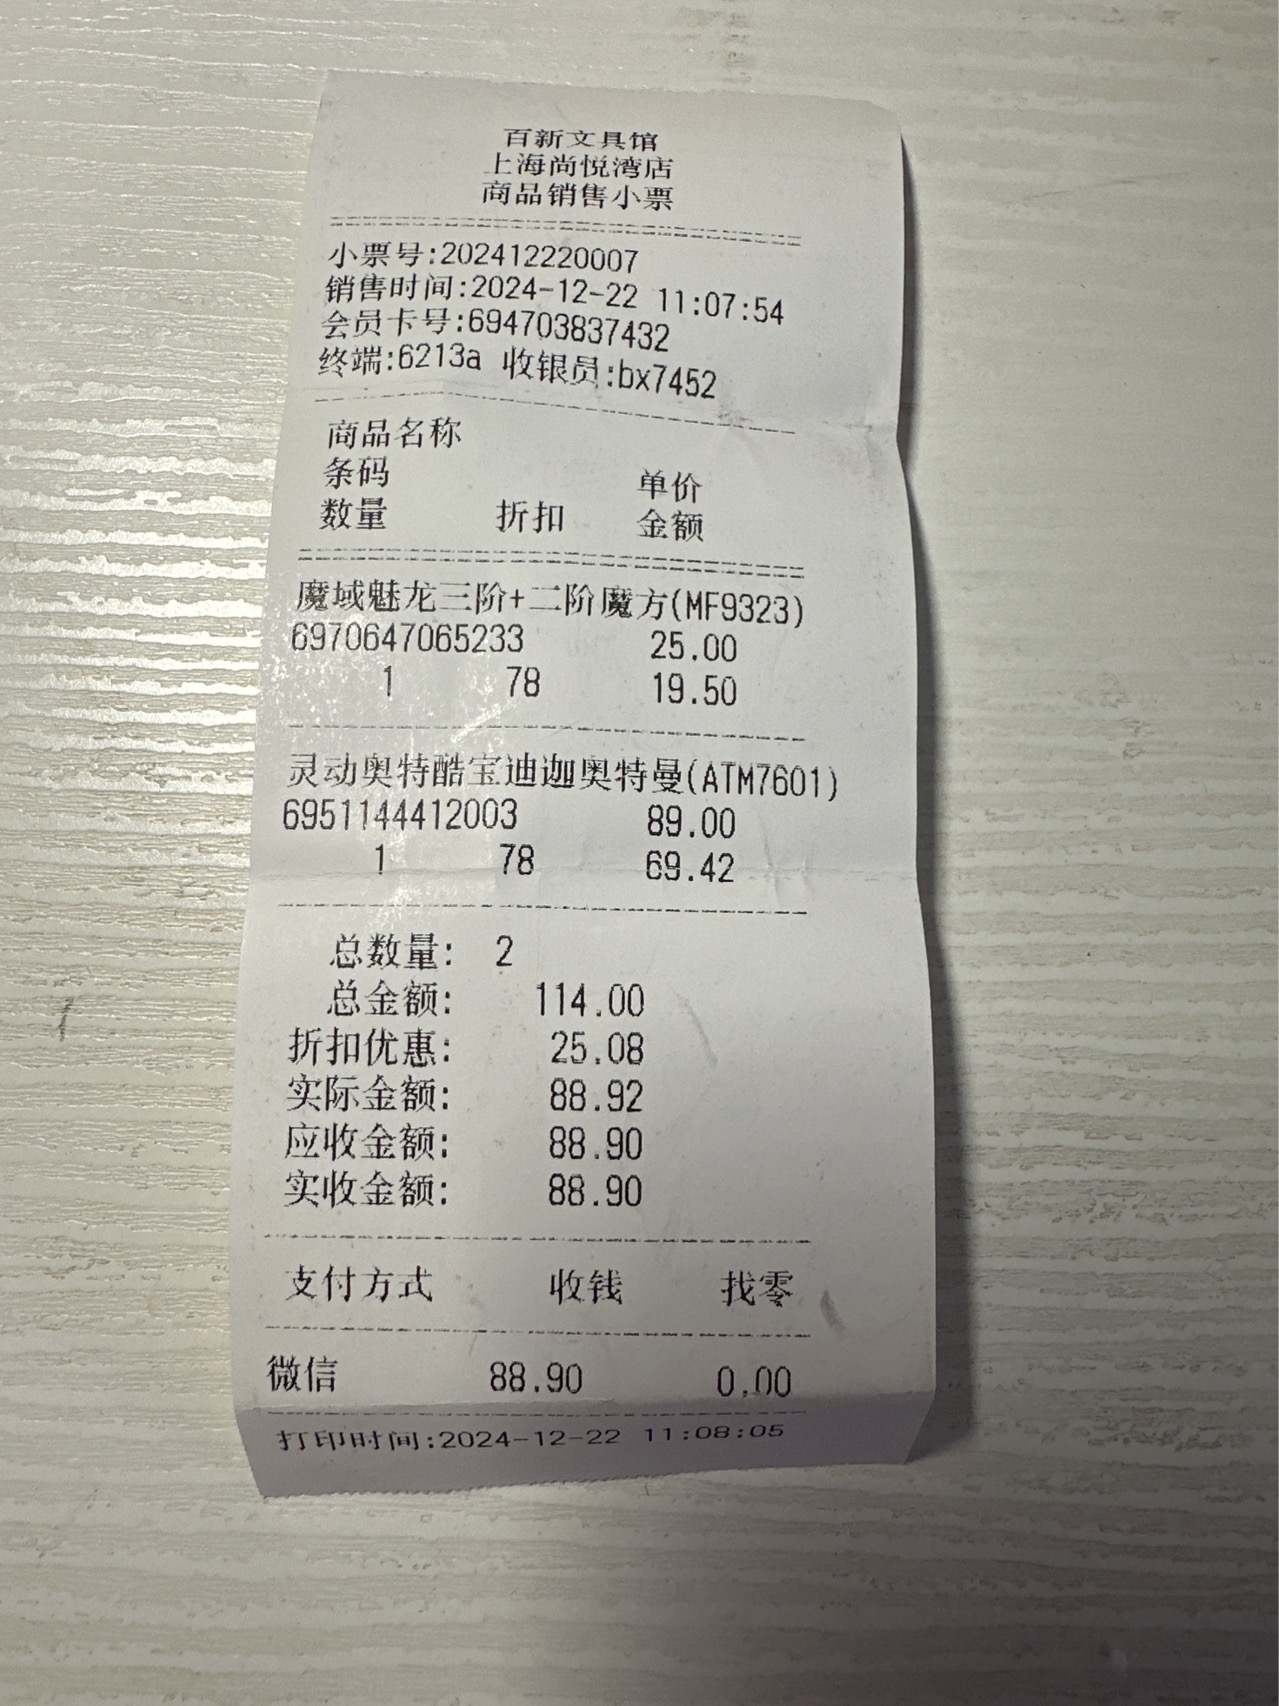 百新文具馆
上海尚悦湾店
商品销售小票
小票号:202412220007
销售时间:2024-12-22 11:07:54
会员卡号:694703837432
终端:6213a 收银员:bx7452
商品名称
条码 单价
数量 折扣 金额
魔域魅龙三阶+二阶魔方(MF9323)
6970647065233 25.00
1 78 19.50
灵动奥特酷宝迪迦奥特曼(ATM7601)
6951144412003 89.00
1 78 69.42
总数量: 2
总金额: 114.00
折扣优惠: 25.08
实际金额: 88.92
应收金额: 88.90
实收金额: 88.90
支付方式 收钱 找零
微信 88.90 0.00
打印时间:2024-12-22 11:08:05